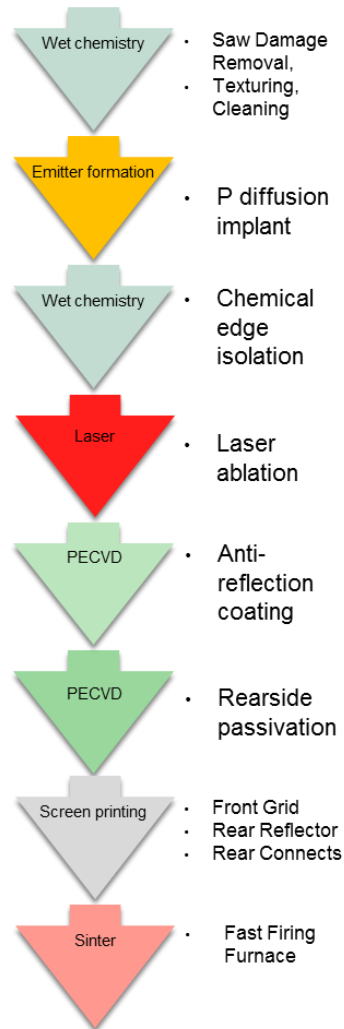 Wet chemistry
• Saw Damage
Removal,
• Texturing,
Cleaning
Emitter formation
• P diffusion
implant
Wet chemistry
• Chemical
edge
isolation
Laser
• Laser
ablation
PECVD
• Anti-
reflection
coating
PECVD
• Rearside
passivation
Screen printing
• Front Grid
• Rear Reflector
• Rear Connects
Sinter
• Fast Firing
Furnace